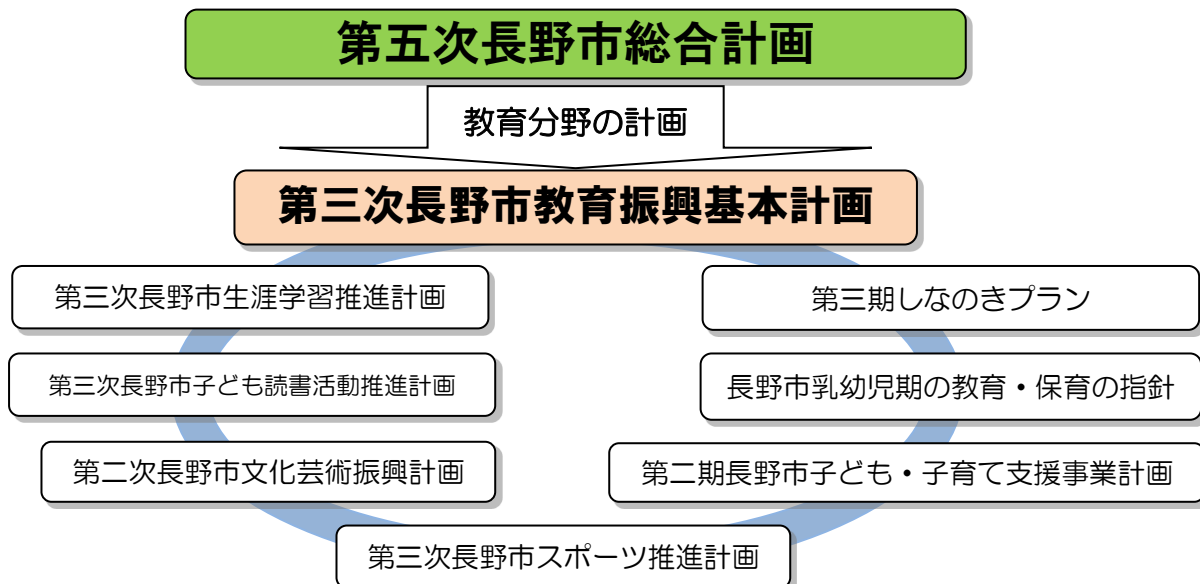 第五次長野市総合計画
教育分野の計画
第三次長野市教育振興基本計画
第三次長野市生涯学習推進計画
第三期しなのきプラン
第三次長野市子ども読書活動推進計画
長野市乳幼児期の教育・保育の指針
第二次長野市文化芸術振興計画
第二期長野市子ども・子育て支援事業計画
第三次長野市スポーツ推進計画